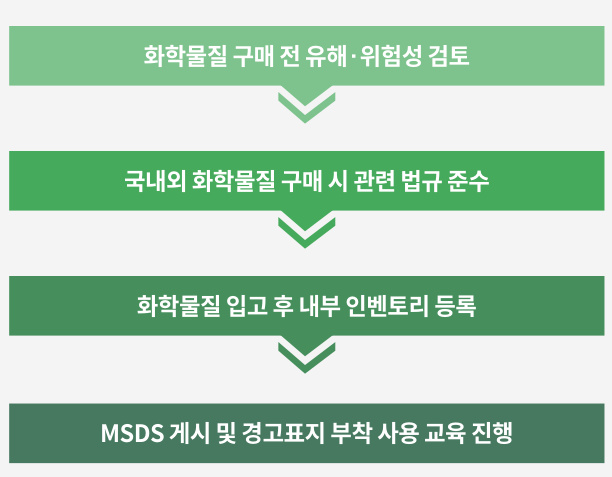 화학물질 구매 전 유해·위험성 검토
국내외 화학물질 구매 시 관련 법규 준수
화학물질 입고 후 내부 인벤토리 등록
MSDS 게시 및 경고표지 부착 사용 교육 진행